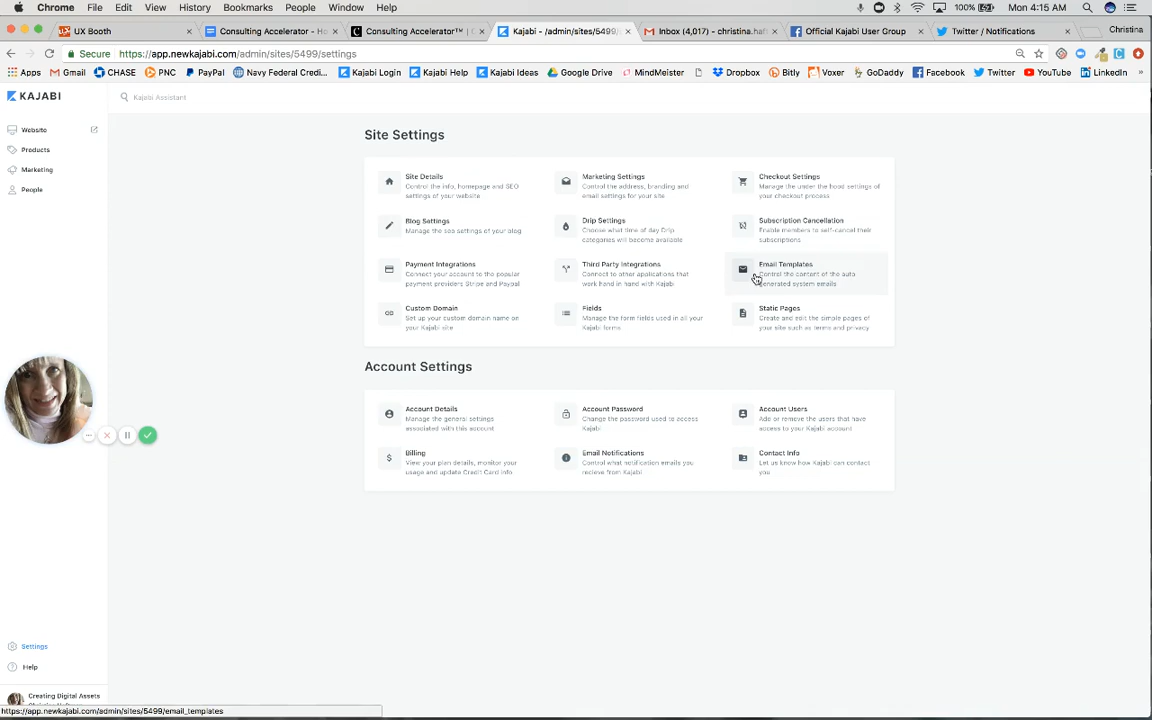 Chrome File Edit View History Bookmarks People Window Help 100% Mon 4:15 AM
UX Booth
Consulting Accelerator - Ho
Consulting Accelerator™ | C
Kajabi - /admin/sites/5499/
Inbox (4,017) - christina.haf
Official Kajabi User Group
Twitter / Notifications
Christina
Secure https://app.newkajabi.com/admin/sites/5499/settings
Apps Gmail CHASE PNC PayPal Navy Federal Credi... Kajabi Login Kajabi Help Kajabi Ideas Google Drive MindMeister Dropbox Bitly Voxer GoDaddy Facebook Twitter YouTube LinkedIn »
KAJABI
Kajabi Assistant
Website
Products
Marketing
People
Site Settings
Site Details
Control the info, homepage and SEO
settings of your website
Marketing Settings
Control the address, branding and
email settings for your site
Checkout Settings
Manage the under the hood settings of
your checkout process
Blog Settings
Manage the seo settings of your blog
Drip Settings
Choose what time of day Drip
categories will become available
Subscription Cancellation
Enable members to self-cancel their
subscriptions
Payment Integrations
Connect your account to the popular
payment providers Stripe and Paypal
Third Party Integrations
Connect to other applications that
work hand in hand with Kajabi
Email Templates
Control the content of the auto
generated system emails
Custom Domain
Set up your custom domain name on
your Kajabi site
Fields
Manage the form fields used in all your
Kajabi forms
Static Pages
Create and edit the simple pages of
your site such as terms and privacy
Account Settings
Account Details
Manage the general settings
associated with this account
Account Password
Change the password used to access
Kajabi
Account Users
Add or remove the users that have
access to your Kajabi account
Billing
View your plan details, monitor your
usage and update Credit Card info
Email Notifications
Control what notification emails you
recieve from Kajabi
Contact Info
Let us know how Kajabi can contact
you
Settings
Help
Creating Digital Assets
https://app.newkajabi.com/admin/sites/5499/email_templates